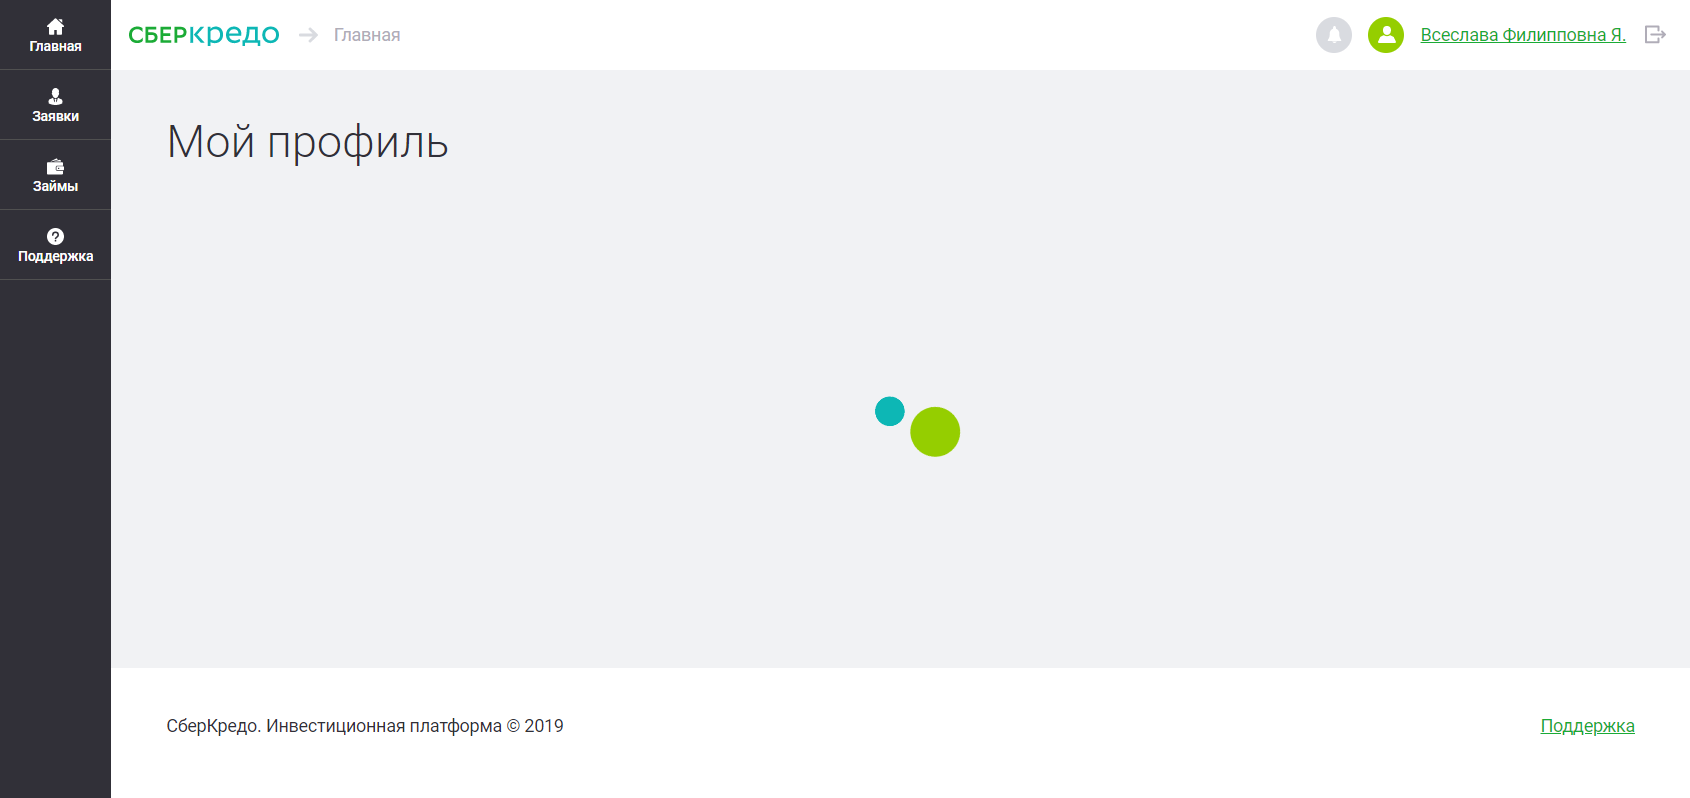 Главная
Заявки
Займы
Поддержка
СБЕРкредо
Главная
Всеслава Филипповна Я.
Мой профиль
СберКредо. Инвестиционная платформа © 2019
Поддержка